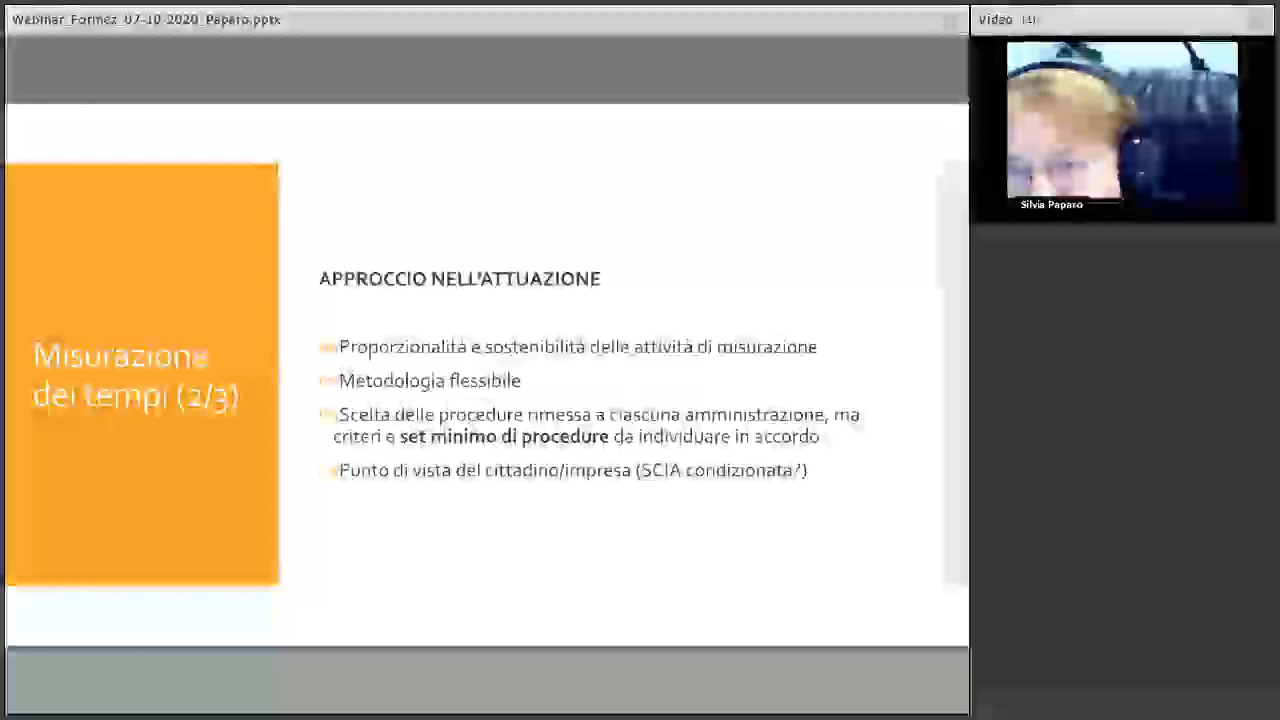 Webinar_Formez_07-10-2020_Paparo.pptx
Video (1)
Silvia Paparo
APPROCCIO NELL'ATTUAZIONE
Misurazione
dei tempi (2/3)
Proporzionalità e sostenibilità delle attività di misurazione
Metodologia flessibile
Scelta delle procedure rimessa a ciascuna amministrazione, ma
criteri e set minimo di procedure da individuare in accordo
Punto di vista del cittadino/impresa (SCIA condizionata?)